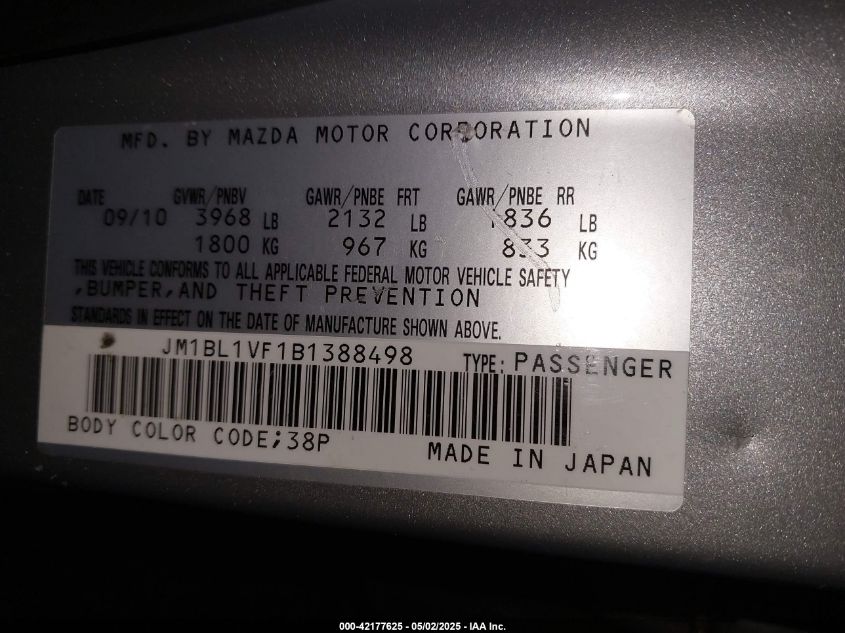 MFD. BY MAZDA MOTOR CORPORATION
DATE GVWR/PNBV GAWR/PNBE FRT GAWR/PNBE RR
09/10 3968 LB 2132 LB 1836 LB
1800 KG 967 KG 833 KG
THIS VEHICLE CONFORMS TO ALL APPLICABLE FEDERAL MOTOR VEHICLE SAFETY
,BUMPER,AND THEFT PREVENTION
STANDARDS IN EFFECT ON THE DATE OF MANUFACTURE SHOWN ABOVE.
JM1BL1VF1B1388498 TYPE: PASSENGER
BODY COLOR CODE;38P
MADE IN JAPAN
000-42177625 - 05/02/2025 - IAA Inc.